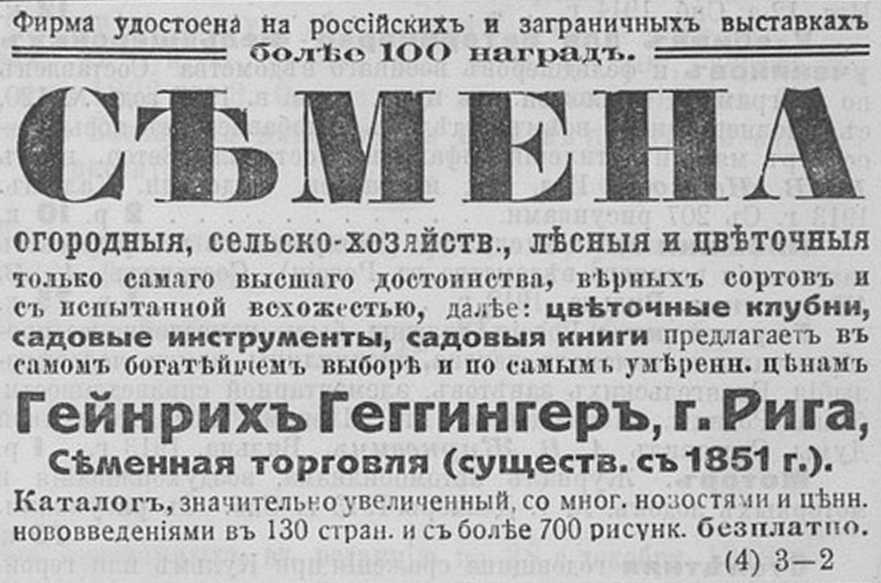 Фирма удостоена на россійскихъ и заграничныхъ выставкахъ
болѣе 100 наградъ.
СѢМЕНА
огородныя, сельско-хозяйств., лѣсныя и цвѣточныя
только самаго высшаго достоинства, вѣрныхъ сортовъ и
съ испытанной всхожестью, далѣе: цвѣточные клубни,
садовые инструменты, садовыя книги предлагаетъ въ
самомъ богатѣйшемъ выборѣ и по самымъ умѣренн. цѣнамъ
Гейнрихъ Геггингеръ, г. Рига,
Сѣменная торговля (существ. съ 1851 г.).
Каталогъ, значительно увеличенный, со мног. новостями и цѣнн.
нововведеніями въ 130 стран. и съ болѣе 700 рисунк. безплатно.
(4) 3—2